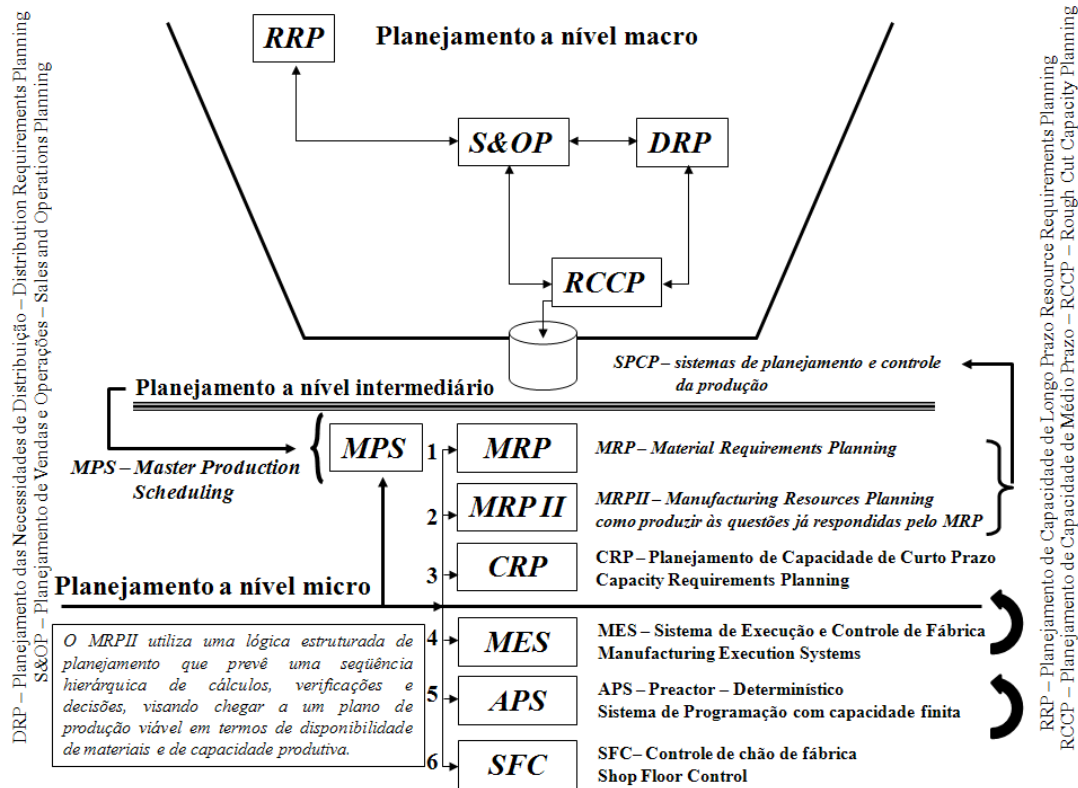 RRP
Planejamento a nível macro
S&OP
DRP
RCCP
DRP – Planejamento das Necessidades de Distribuição – Distribution Requirements Planning
S&OP – Planejamento de Vendas e Operações – Sales and Operations Planning
RRP – Planejamento de Capacidade de Longo Prazo Resource Requirements Planning
RCCP – Planejamento de Capacidade de Médio Prazo – RCCP – Rough Cut Capacity Planning
SPCP – sistemas de planejamento e controle
da produção
Planejamento a nível intermediário
MPS
MPS – Master Production
Scheduling
1
MRP
MRP – Material Requirements Planning
2
MRP II
MRPII – Manufacturing Resources Planning
como produzir às questões já respondidas pelo MRP
3
CRP
CRP – Planejamento de Capacidade de Curto Prazo
Capacity Requirements Planning
Planejamento a nível micro
O MRPII utiliza uma lógica estruturada de
planejamento que prevê uma seqüência
hierárquica de cálculos, verificações e
decisões, visando chegar a um plano de
produção viável em termos de disponibilidade
de materiais e de capacidade produtiva.
4
MES
MES – Sistema de Execução e Controle de Fábrica
Manufacturing Execution Systems
5
APS
APS – Preactor – Determinístico
Sistema de Programação com capacidade finita
6
SFC
SFC– Controle de chão de fábrica
Shop Floor Control